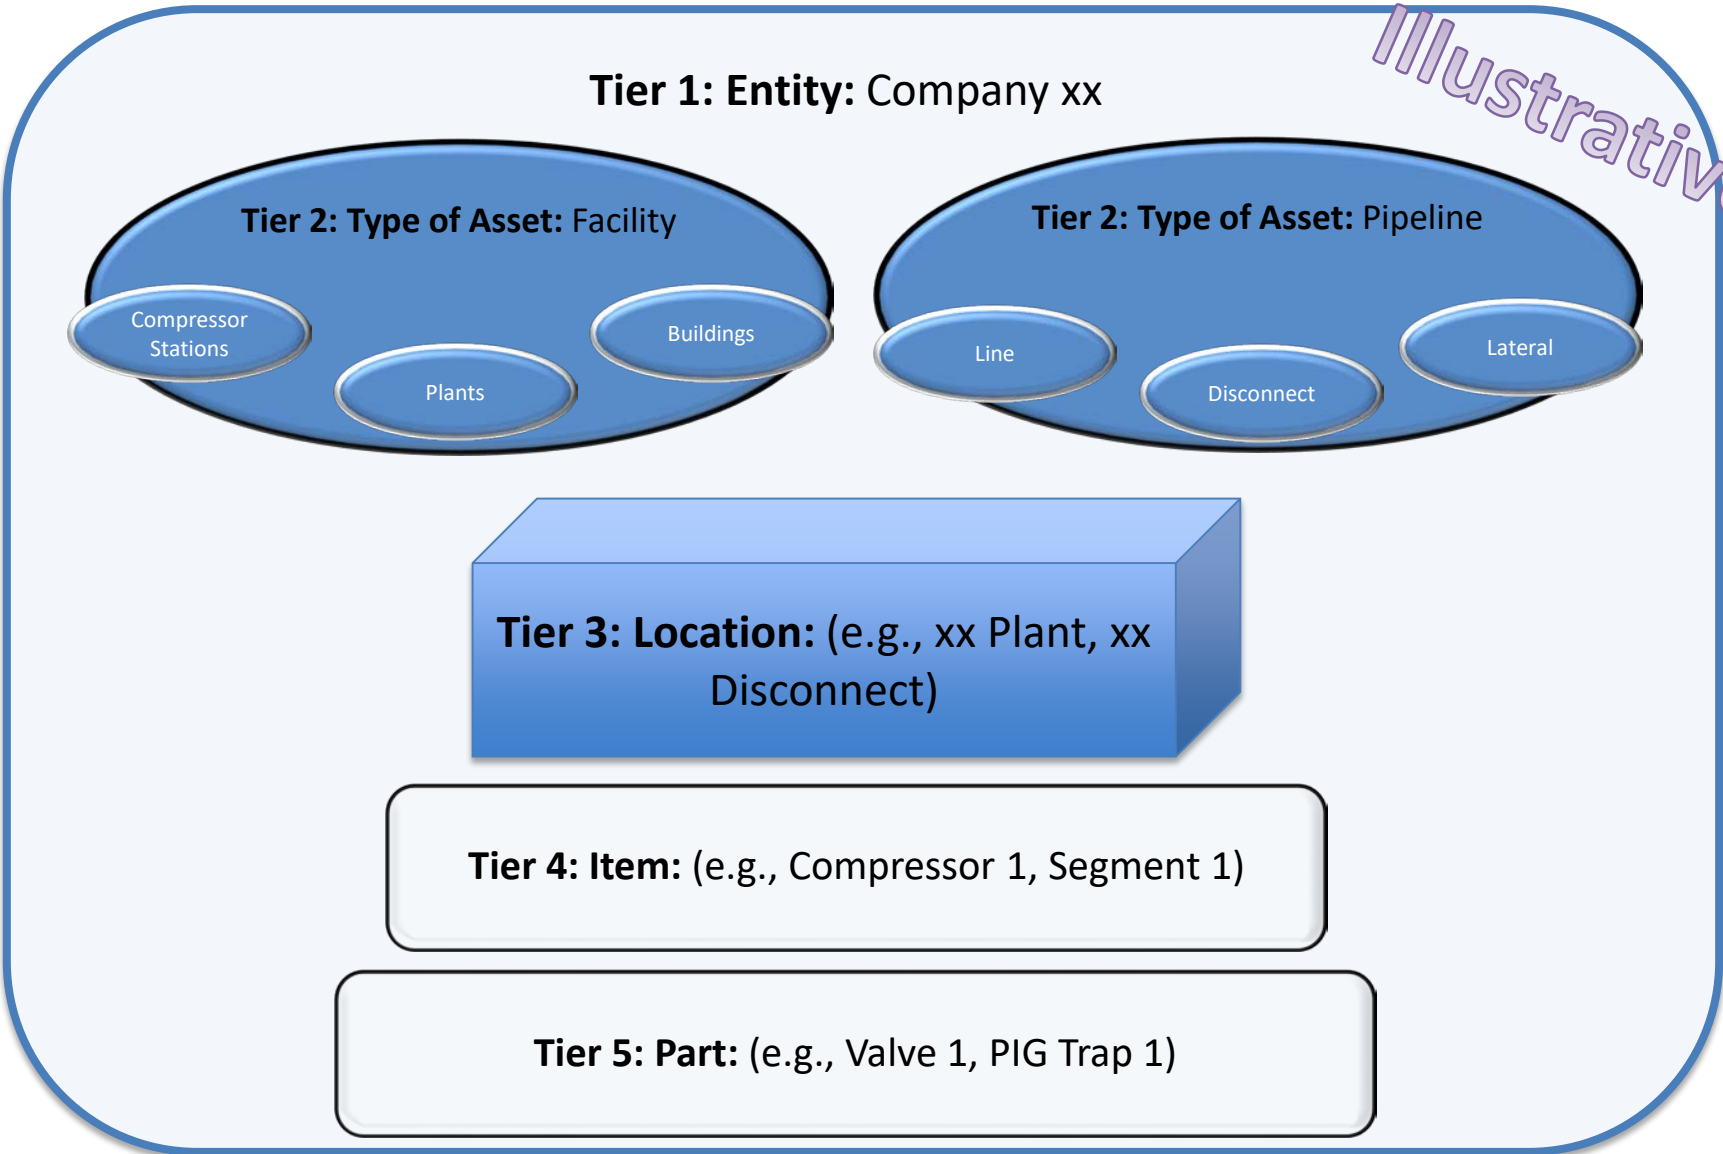 Illustrative
Tier 1: Entity: Company xx
Tier 2: Type of Asset: Facility
Compressor
Stations
Plants
Buildings
Tier 2: Type of Asset: Pipeline
Line
Disconnect
Lateral
Tier 3: Location: (e.g., xx Plant, xx
Disconnect)
Tier 4: Item: (e.g., Compressor 1, Segment 1)
Tier 5: Part: (e.g., Valve 1, PIG Trap 1)